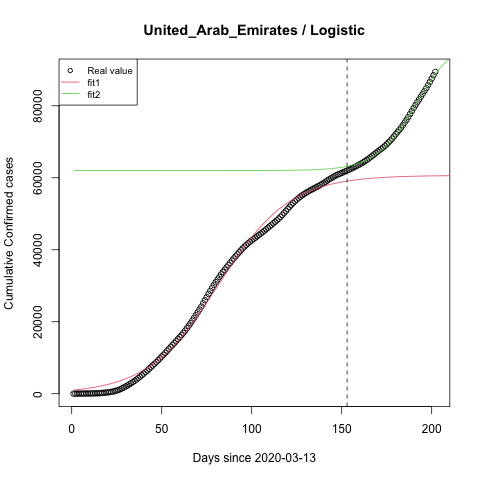 United_Arab_Emirates / Logistic
Real value
fit1
fit2
Cumulative Confirmed cases
80000
60000
40000
20000
0
0 50 100 150 200
Days since 2020-03-13